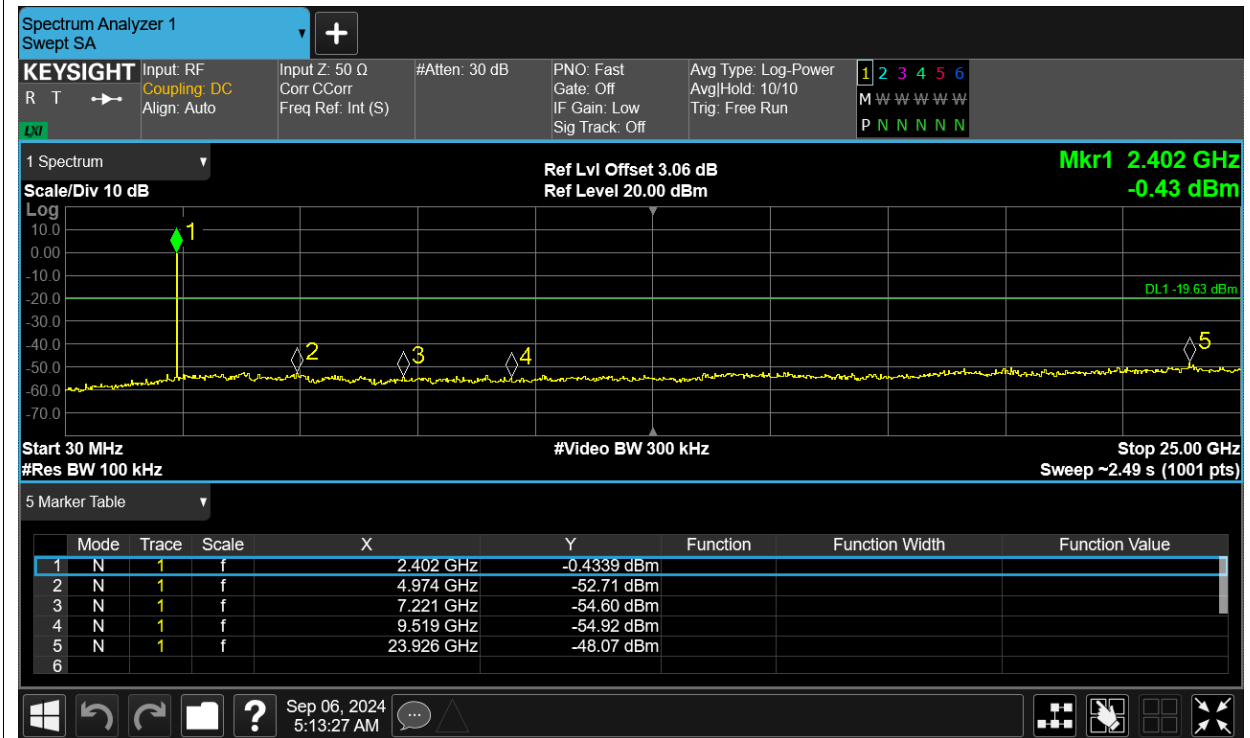 Spectrum Analyzer 1
Swept SA
KEYSIGHT
R T
LXI
Input: RF
Coupling: DC
Align: Auto
Input Z: 50 Ω
Corr CCorr
Freq Ref: Int (S)
#Atten: 30 dB
PNO: Fast
Gate: Off
IF Gain: Low
Sig Track: Off
Avg Type: Log-Power
Avg|Hold: 10/10
Trig: Free Run
1 2 3 4 5 6
M W W W W W
P N N N N N
1 Spectrum
Scale/Div 10 dB
Ref Lvl Offset 3.06 dB
Ref Level 20.00 dBm
Mkr1 2.402 GHz
-0.43 dBm
Log
10.0
0.00
-10.0
-20.0
-30.0
-40.0
-50.0
-60.0
-70.0
1
2
3
4
5
DL1 -19.63 dBm
Start 30 MHz
#Res BW 100 kHz
#Video BW 300 kHz
Stop 25.00 GHz
Sweep ~2.49 s (1001 pts)
5 Marker Table
Mode Trace Scale X Y Function Function Width Function Value
1 N 1 f 2.402 GHz -0.4339 dBm
2 N 1 f 4.974 GHz -52.71 dBm
3 N 1 f 7.221 GHz -54.60 dBm
4 N 1 f 9.519 GHz -54.92 dBm
5 N 1 f 23.926 GHz -48.07 dBm
6
?
Sep 06, 2024
5:13:27 AM